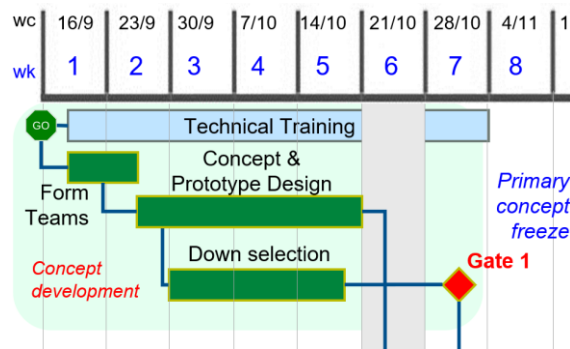 wc 16/9 23/9 30/9 7/10 14/10 21/10 28/10 4/11 1
wk 1 2 3 4 5 6 7 8
GO
Technical Training
Concept &
Prototype Design
Form
Teams
Primary
concept
freeze
Down selection
Gate 1
Concept
development